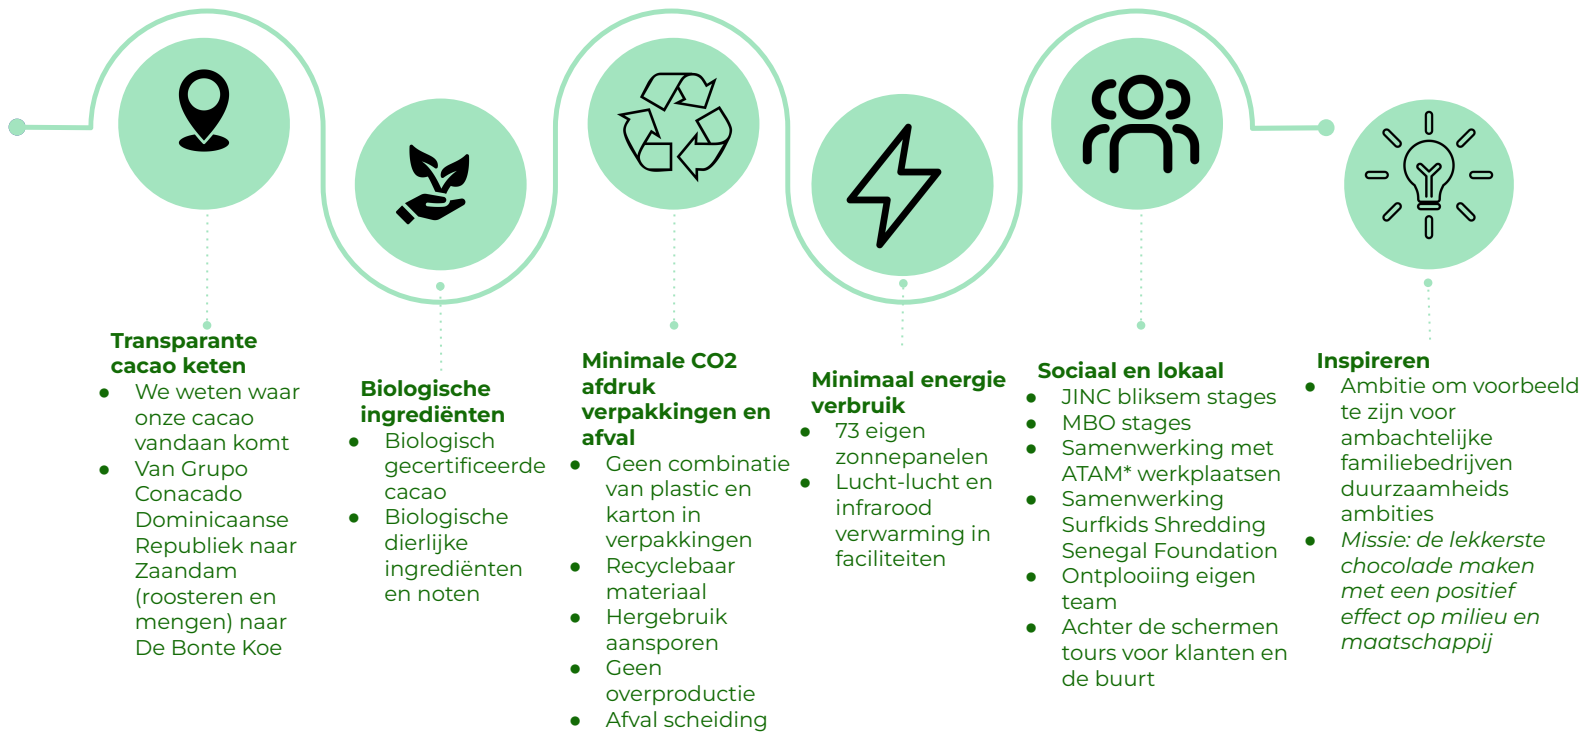 Transparante
cacao keten
● We weten waar
onze cacao
vandaan komt
● Van Grupo
Conacado
Dominicaanse
Republiek naar
Zaandam
(roosteren en
mengen) naar
De Bonte Koe
Biologische
ingrediënten
● Biologisch
gecertificeerde
cacao
● Biologische
dierlijke
ingrediënten
en noten
Minimale CO2
afdruk
verpakkingen en
afval
● Geen combinatie
van plastic en
karton in
verpakkingen
● Recyclebaar
materiaal
● Hergebruik
aansporen
● Geen
overproductie
● Afval scheiding
Minimaal energie
verbruik
● 73 eigen
zonnepanelen
● Lucht-lucht en
infrarood
verwarming in
faciliteiten
Sociaal en lokaal
● JINC bliksem stages
● MBO stages
● Samenwerking met
ATAM* werkplaatsen
● Samenwerking
Surfkids Shredding
Senegal Foundation
● Ontplooiing eigen
team
● Achter de schermen
tours voor klanten en
de buurt
Inspireren
● Ambitie om voorbeeld
te zijn voor
ambachtelijke
familiebedrijven
duurzaamheids
ambities
● Missie: de lekkerste
chocolade maken
met een positief
effect op milieu en
maatschappij